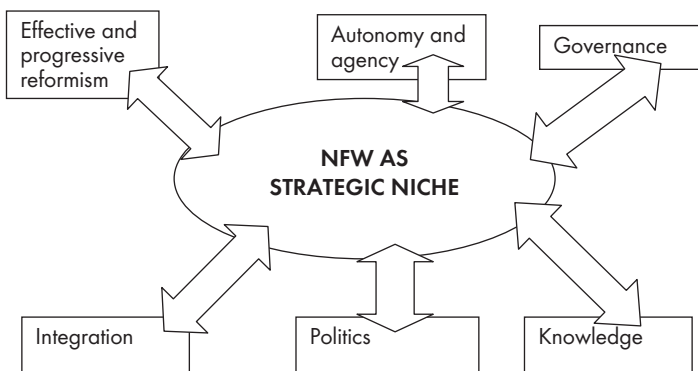 Effective and
progressive
reformism
Autonomy and
agency
Governance
NFW AS
STRATEGIC NICHE
Integration
Politics
Knowledge